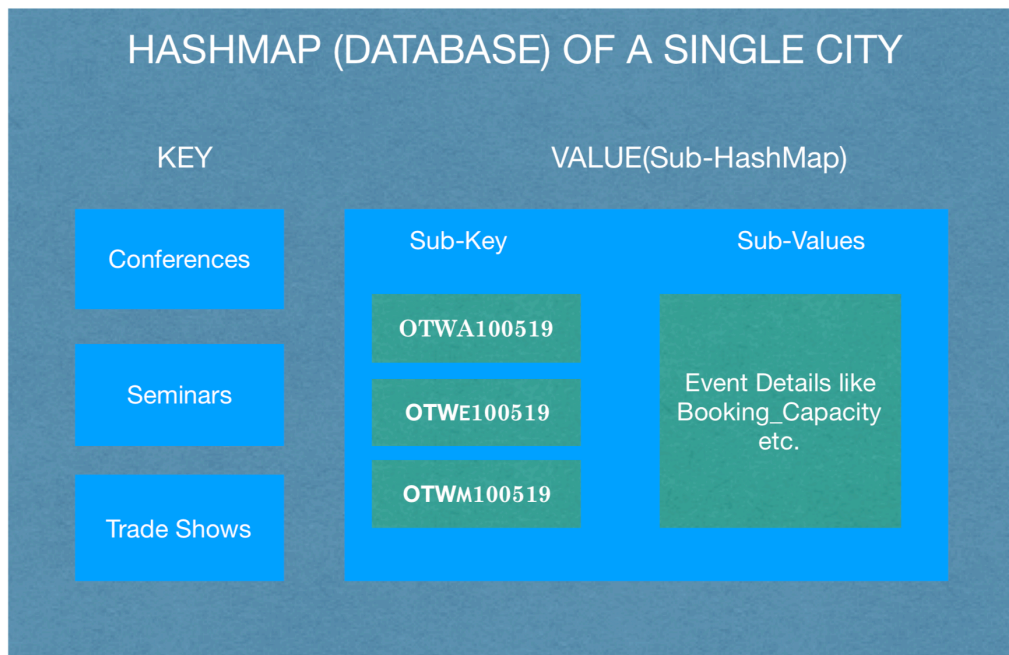 HASHMAP (DATABASE) OF A SINGLE CITY
KEY
VALUE(Sub-HashMap)
Conferences
Seminars
Trade Shows
Sub-Key
Sub-Values
OTWA100519
OTWE100519
OTWM100519
Event Details like
Booking_Capacity
etc.